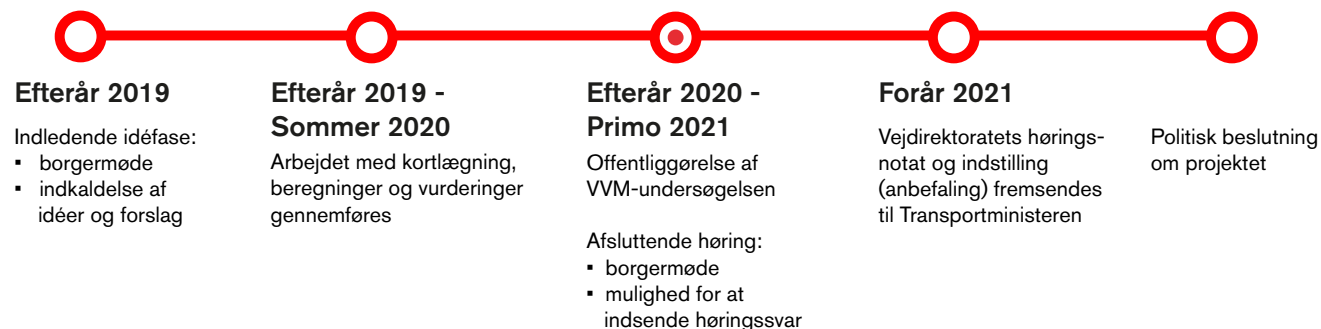 Efterår 2019
Indledende idéfase:
▪ borgermøde
▪ indkaldelse af
idéer og forslag
Efterår 2019 -
Sommer 2020
Arbejdet med kortlægning,
beregninger og vurderinger
gennemføres
Efterår 2020 -
Primo 2021
Offentliggørelse af
VVM-undersøgelsen
Afsluttende høring:
▪ borgermøde
▪ mulighed for at
indsende høringssvar
Forår 2021
Vejdirektoratets hørings-
notat og indstilling
(anbefaling) fremsendes
til Transportministeren
Politisk beslutning
om projektet